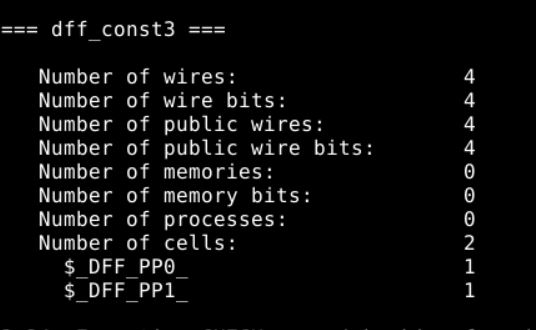 === dff_const3 ===
Number of wires: 4
Number of wire bits: 4
Number of public wires: 4
Number of public wire bits: 4
Number of memories: 0
Number of memory bits: 0
Number of processes: 0
Number of cells: 2
$_DFF_PP0_ 1
$_DFF_PP1_ 1